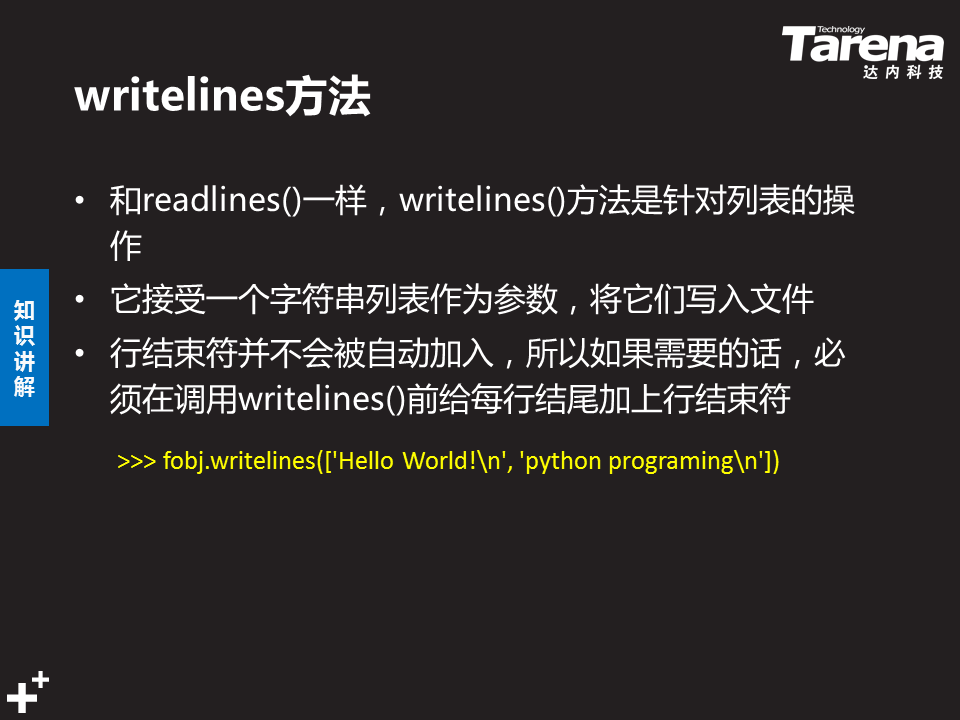 Technology
Tarena
达内科技
writelines方法
• 和readlines()一样，writelines()方法是针对列表的操
作
• 它接受一个字符串列表作为参数，将它们写入文件
• 行结束符并不会被自动加入，所以如果需要的话，必
须在调用writelines()前给每行结尾加上行结束符
>>> fobj.writelines(['Hello World!\n', 'python programing\n'])
知
识
讲
解